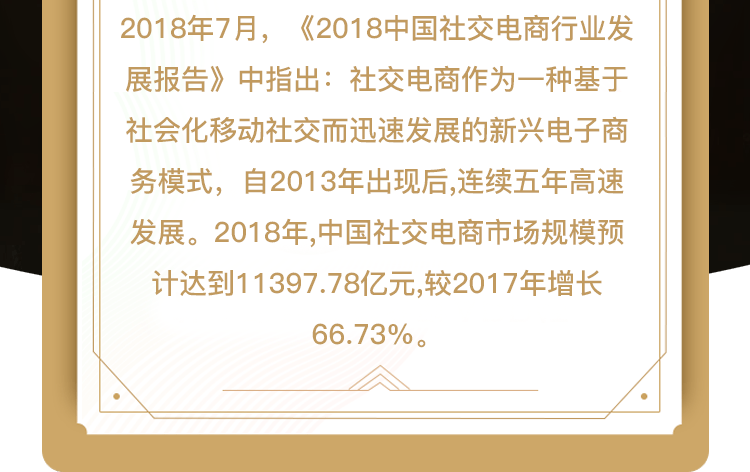 2018年7月，《2018中国社交电商行业发
展报告》中指出：社交电商作为一种基于
社会化移动社交而迅速发展的新兴电子商
务模式，自2013年出现后,连续五年高速
发展。2018年,中国社交电商市场规模预
计达到11397.78亿元,较2017年增长
66.73%。